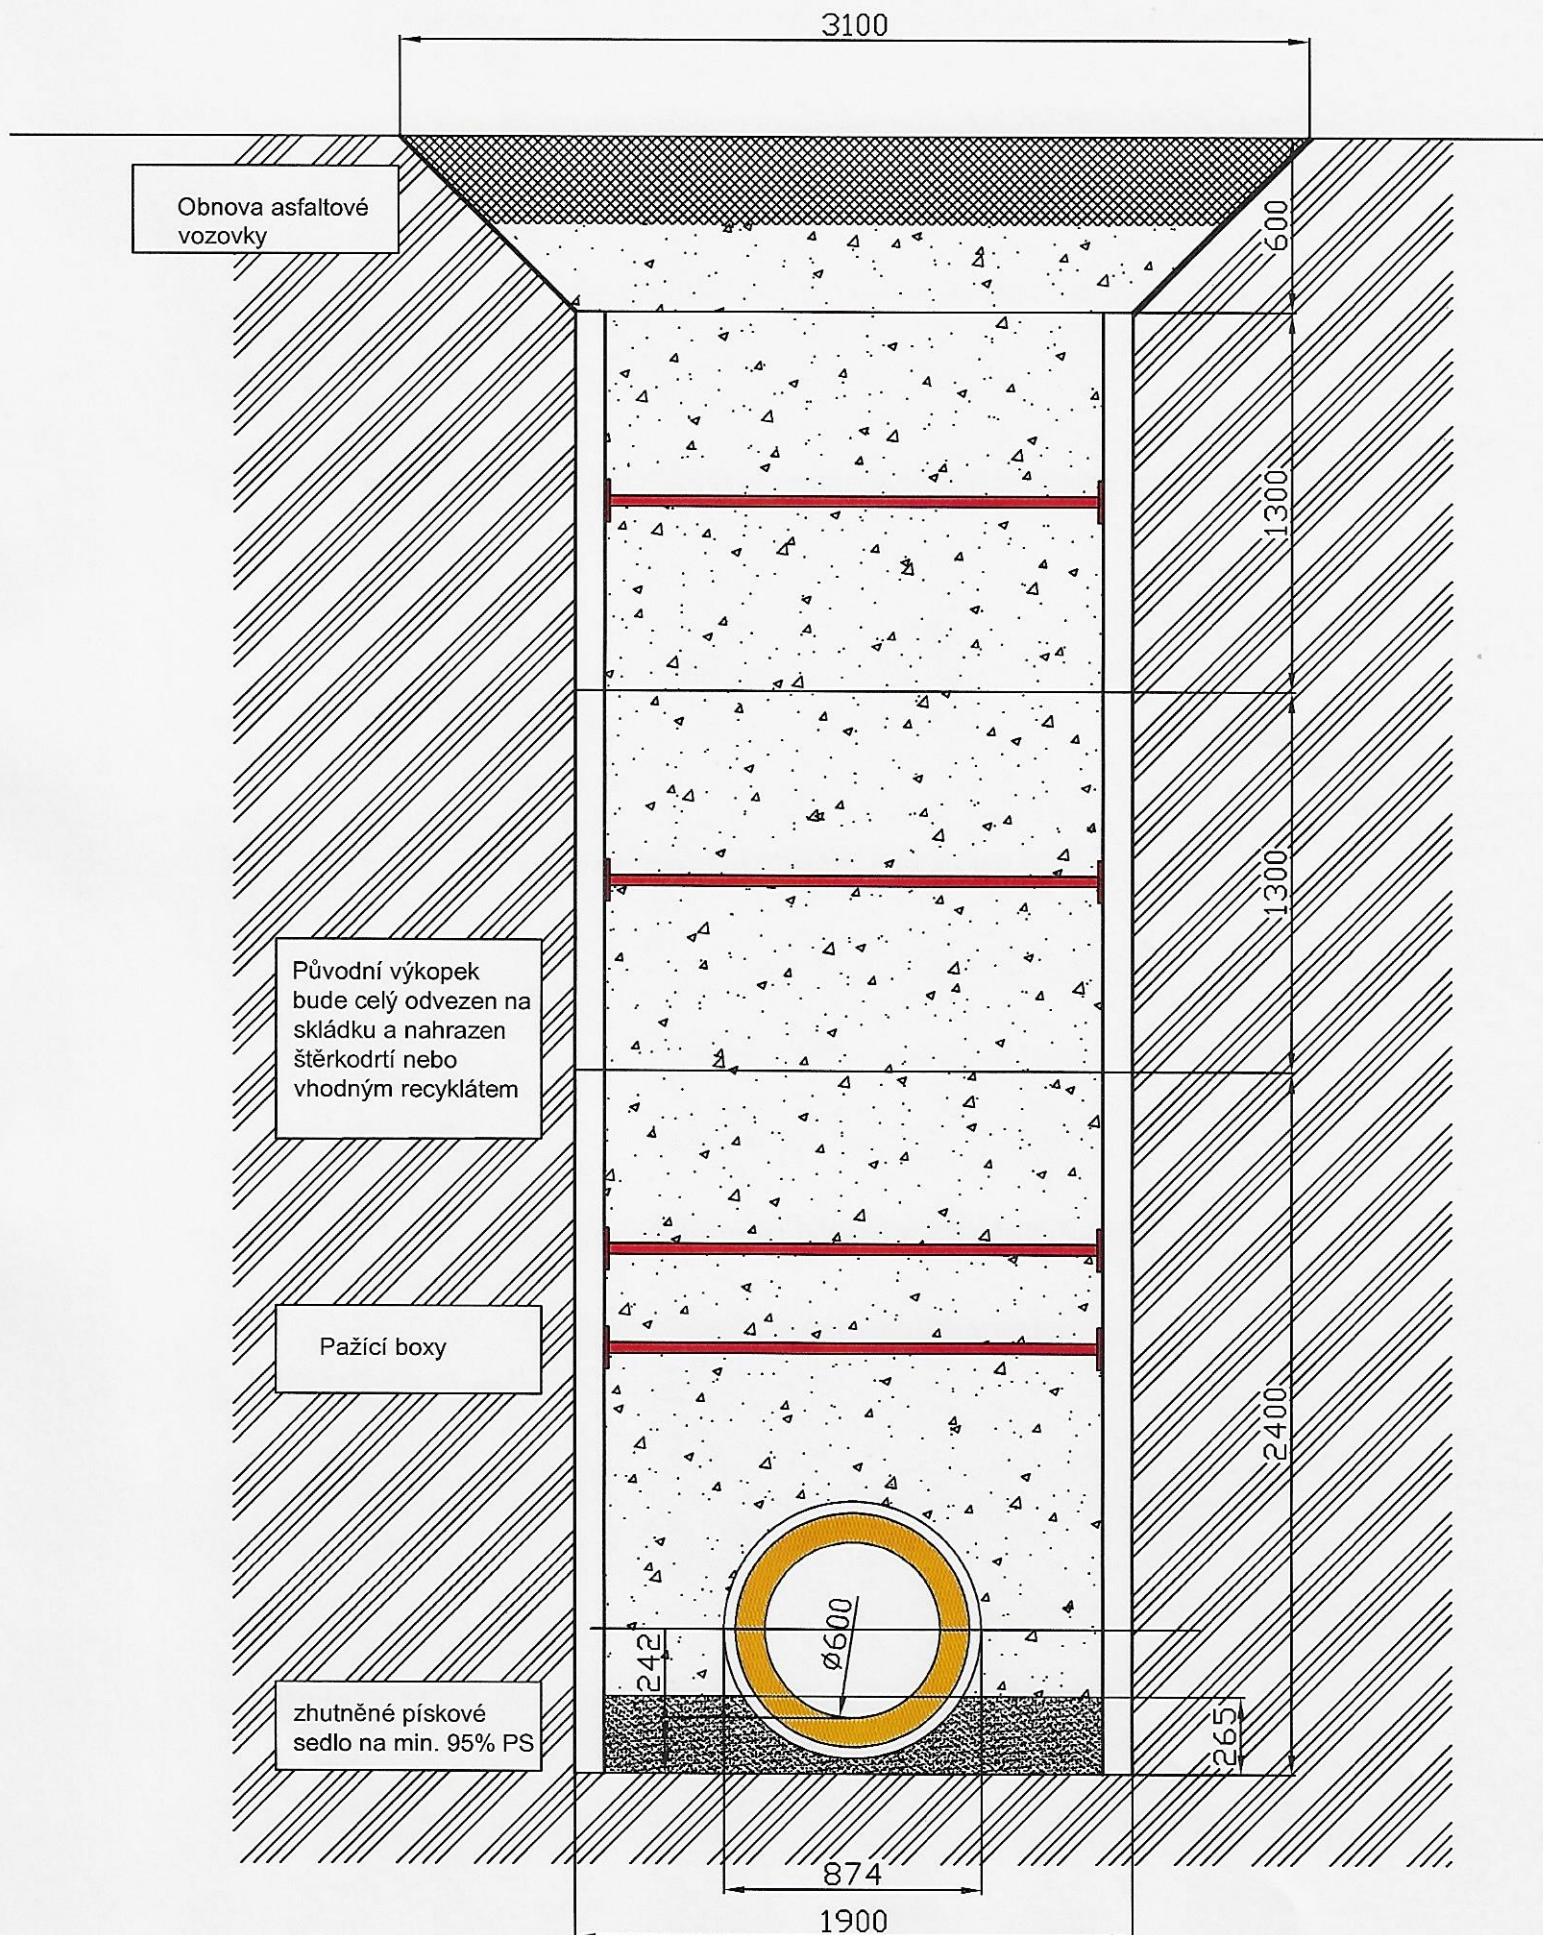 3100
Obnova asfaltové
vozovky
600
1300
1300
Původní výkopek
bude celý odvezen na
skládku a nahrazen
štěrkodrtí nebo
vhodným recyklátem
Pažící boxy
2400
Ø600
242
zhutněné pískové
sedlo na min. 95% PS
265
874
1900